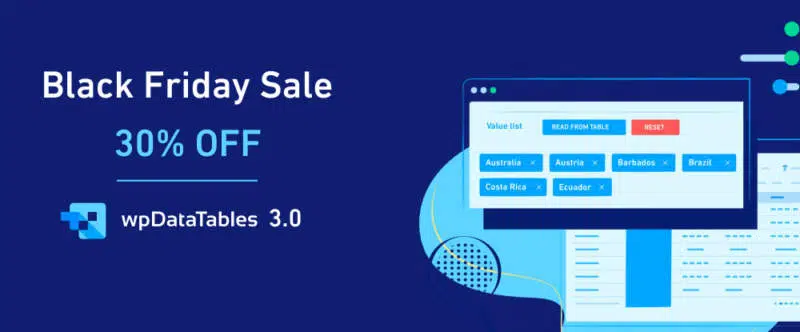 Black Friday Sale
30% OFF
wpDataTables 3.0
Value list READ FROM TABLE RESET
Australia × Austria × Barbados × Brazil ×
Costa Rica × Ecuador ×